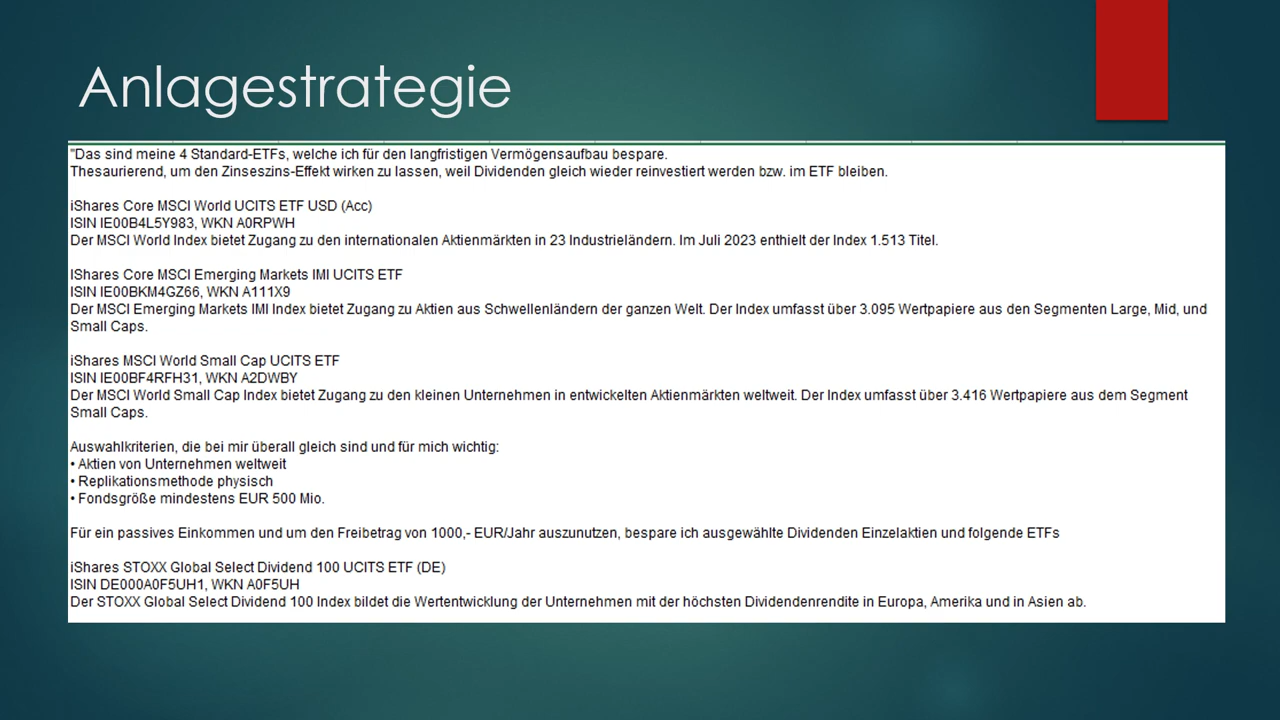 Anlagestrategie
"Das sind meine 4 Standard-ETFs, welche ich für den langfristigen Vermögensaufbau bespare.
Thesaurierend, um den Zinseszins-Effekt wirken zu lassen, weil Dividenden gleich wieder reinvestiert werden bzw. im ETF bleiben.
iShares Core MSCI World UCITS ETF USD (Acc)
ISIN IE00B4L5Y983, WKN A0RPWH
Der MSCI World Index bietet Zugang zu den internationalen Aktienmärkten in 23 Industrieländern. Im Juli 2023 enthielt der Index 1.513 Titel.
IShares Core MSCI Emerging Markets IMI UCITS ETF
ISIN IE00BKM4GZ66, WKN A111X9
Der MSCI Emerging Markets IMI Index bietet Zugang zu Aktien aus Schwellenländern der ganzen Welt. Der Index umfasst über 3.095 Wertpapiere aus den Segmenten Large, Mid, und
Small Caps.
iShares MSCI World Small Cap UCITS ETF
ISIN IE00BF4RFH31, WKN A2DWBY
Der MSCI World Small Cap Index bietet Zugang zu den kleinen Unternehmen in entwickelten Aktienmärkten weltweit. Der Index umfasst über 3.416 Wertpapiere aus dem Segment
Small Caps.
Auswahlkriterien, die bei mir überall gleich sind und für mich wichtig:
• Aktien von Unternehmen weltweit
• Replikationsmethode physisch
• Fondsgröße mindestens EUR 500 Mio.
Für ein passives Einkommen und um den Freibetrag von 1000,- EUR/Jahr auszunutzen, bespare ich ausgewählte Dividenden Einzelaktien und folgende ETFs
iShares STOXX Global Select Dividend 100 UCITS ETF (DE)
ISIN DE000A0F5UH1, WKN A0F5UH
Der STOXX Global Select Dividend 100 Index bildet die Wertentwicklung der Unternehmen mit der höchsten Dividendenrendite in Europa, Amerika und in Asien ab.